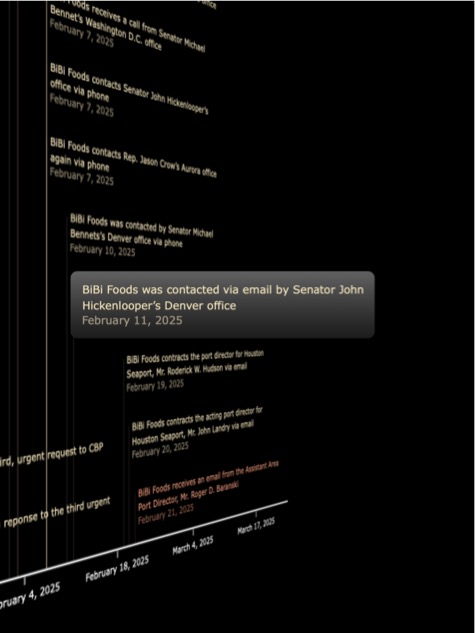 Foods receives a call from Senator Michael
Bennet's Washington D.C. office
February 7, 2025
BiBi Foods contacts Senator John Hickenlooper's
office via phone
February 7, 2025
BiBi Foods contacts Rep. Jason Crow's Aurora office
again via phone
February 7, 2025
BiBi Foods was contacted by Senator Michael
Bennets's Denver office via phone
February 10, 2025
BiBi Foods was contacted via email by Senator John
Hickenlooper's Denver office
February 11, 2025
BiBi Foods contracts the port director for Houston
Seaport, Mr. Roderick W. Hudson via email
February 19, 2025
BiBi Foods contracts the acting port director for
Houston Seaport, Mr. John Landry via email
February 20, 2025
ird, urgent request to CBP
BiBi Foods receives an email from the Assistant Area
Port Director, Mr. Roger D. Baranski
February 21, 2025
reponse to the third urgent
ruary 4, 2025
February 18, 2025
March 4, 2025
March 17, 2025